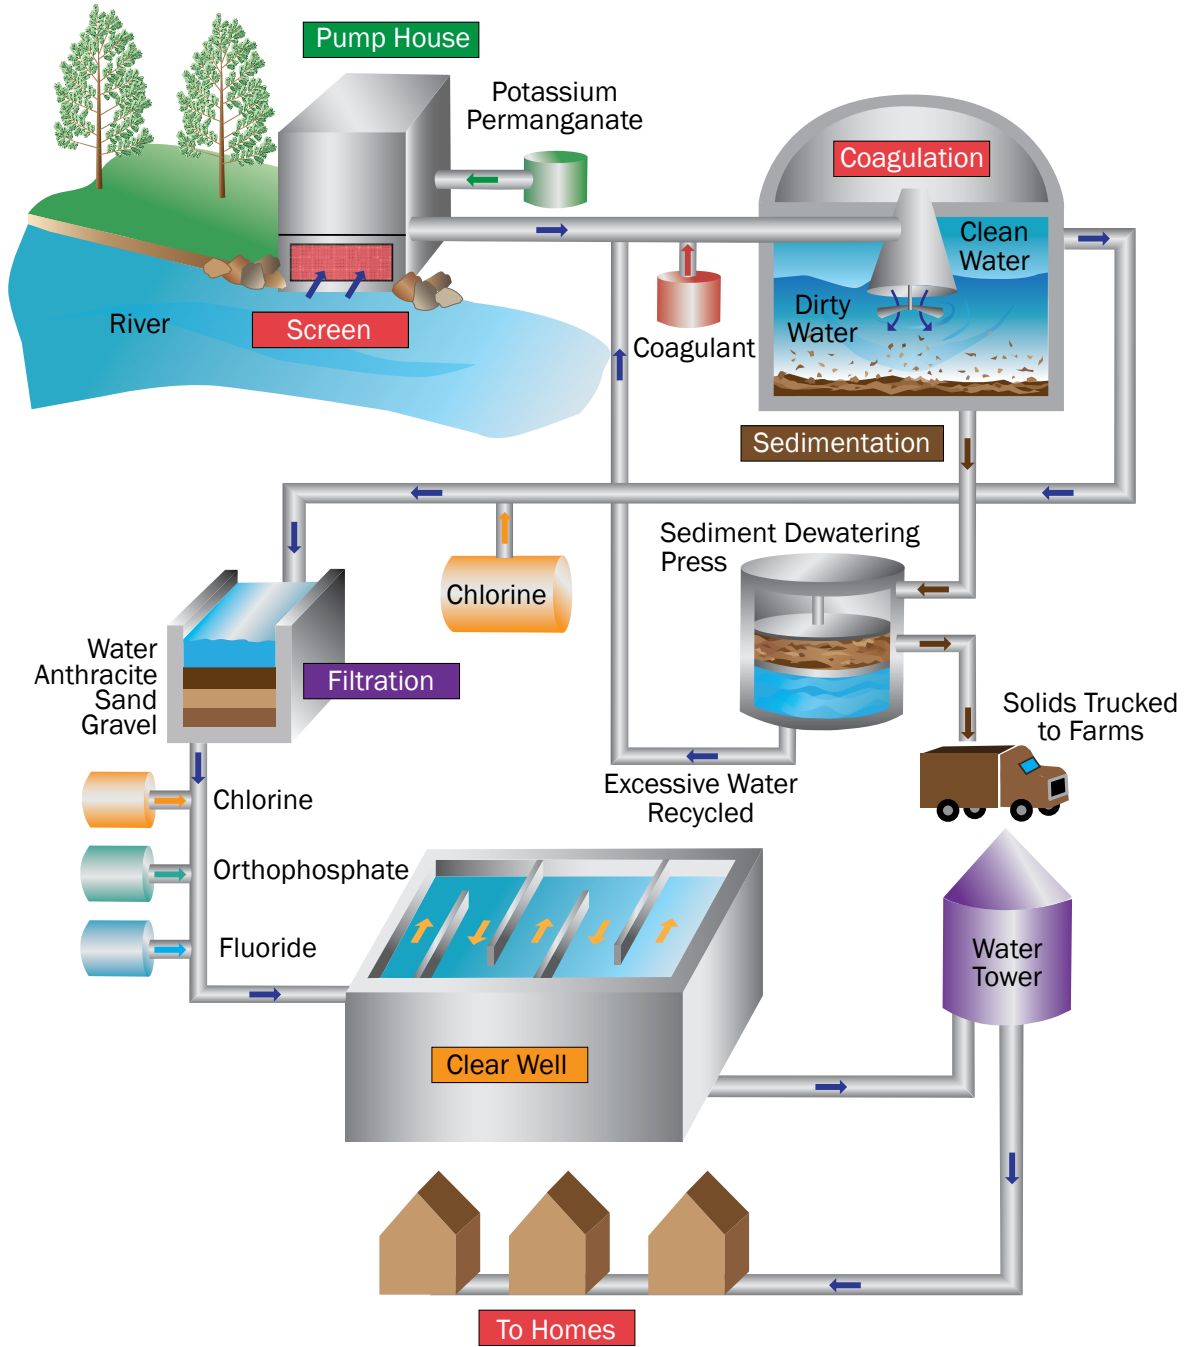 Pump House
Potassium
Permanganate
Coagulation
Clean
Water
Dirty
Water
River
Screen
Coagulant
Sedimentation
Sediment Dewatering
Press
Chlorine
Water
Anthracite
Sand
Gravel
Filtration
Solids Trucked
to Farms
Excessive Water
Recycled
Chlorine
Orthophosphate
Fluoride
Water
Tower
Clear Well
To Homes